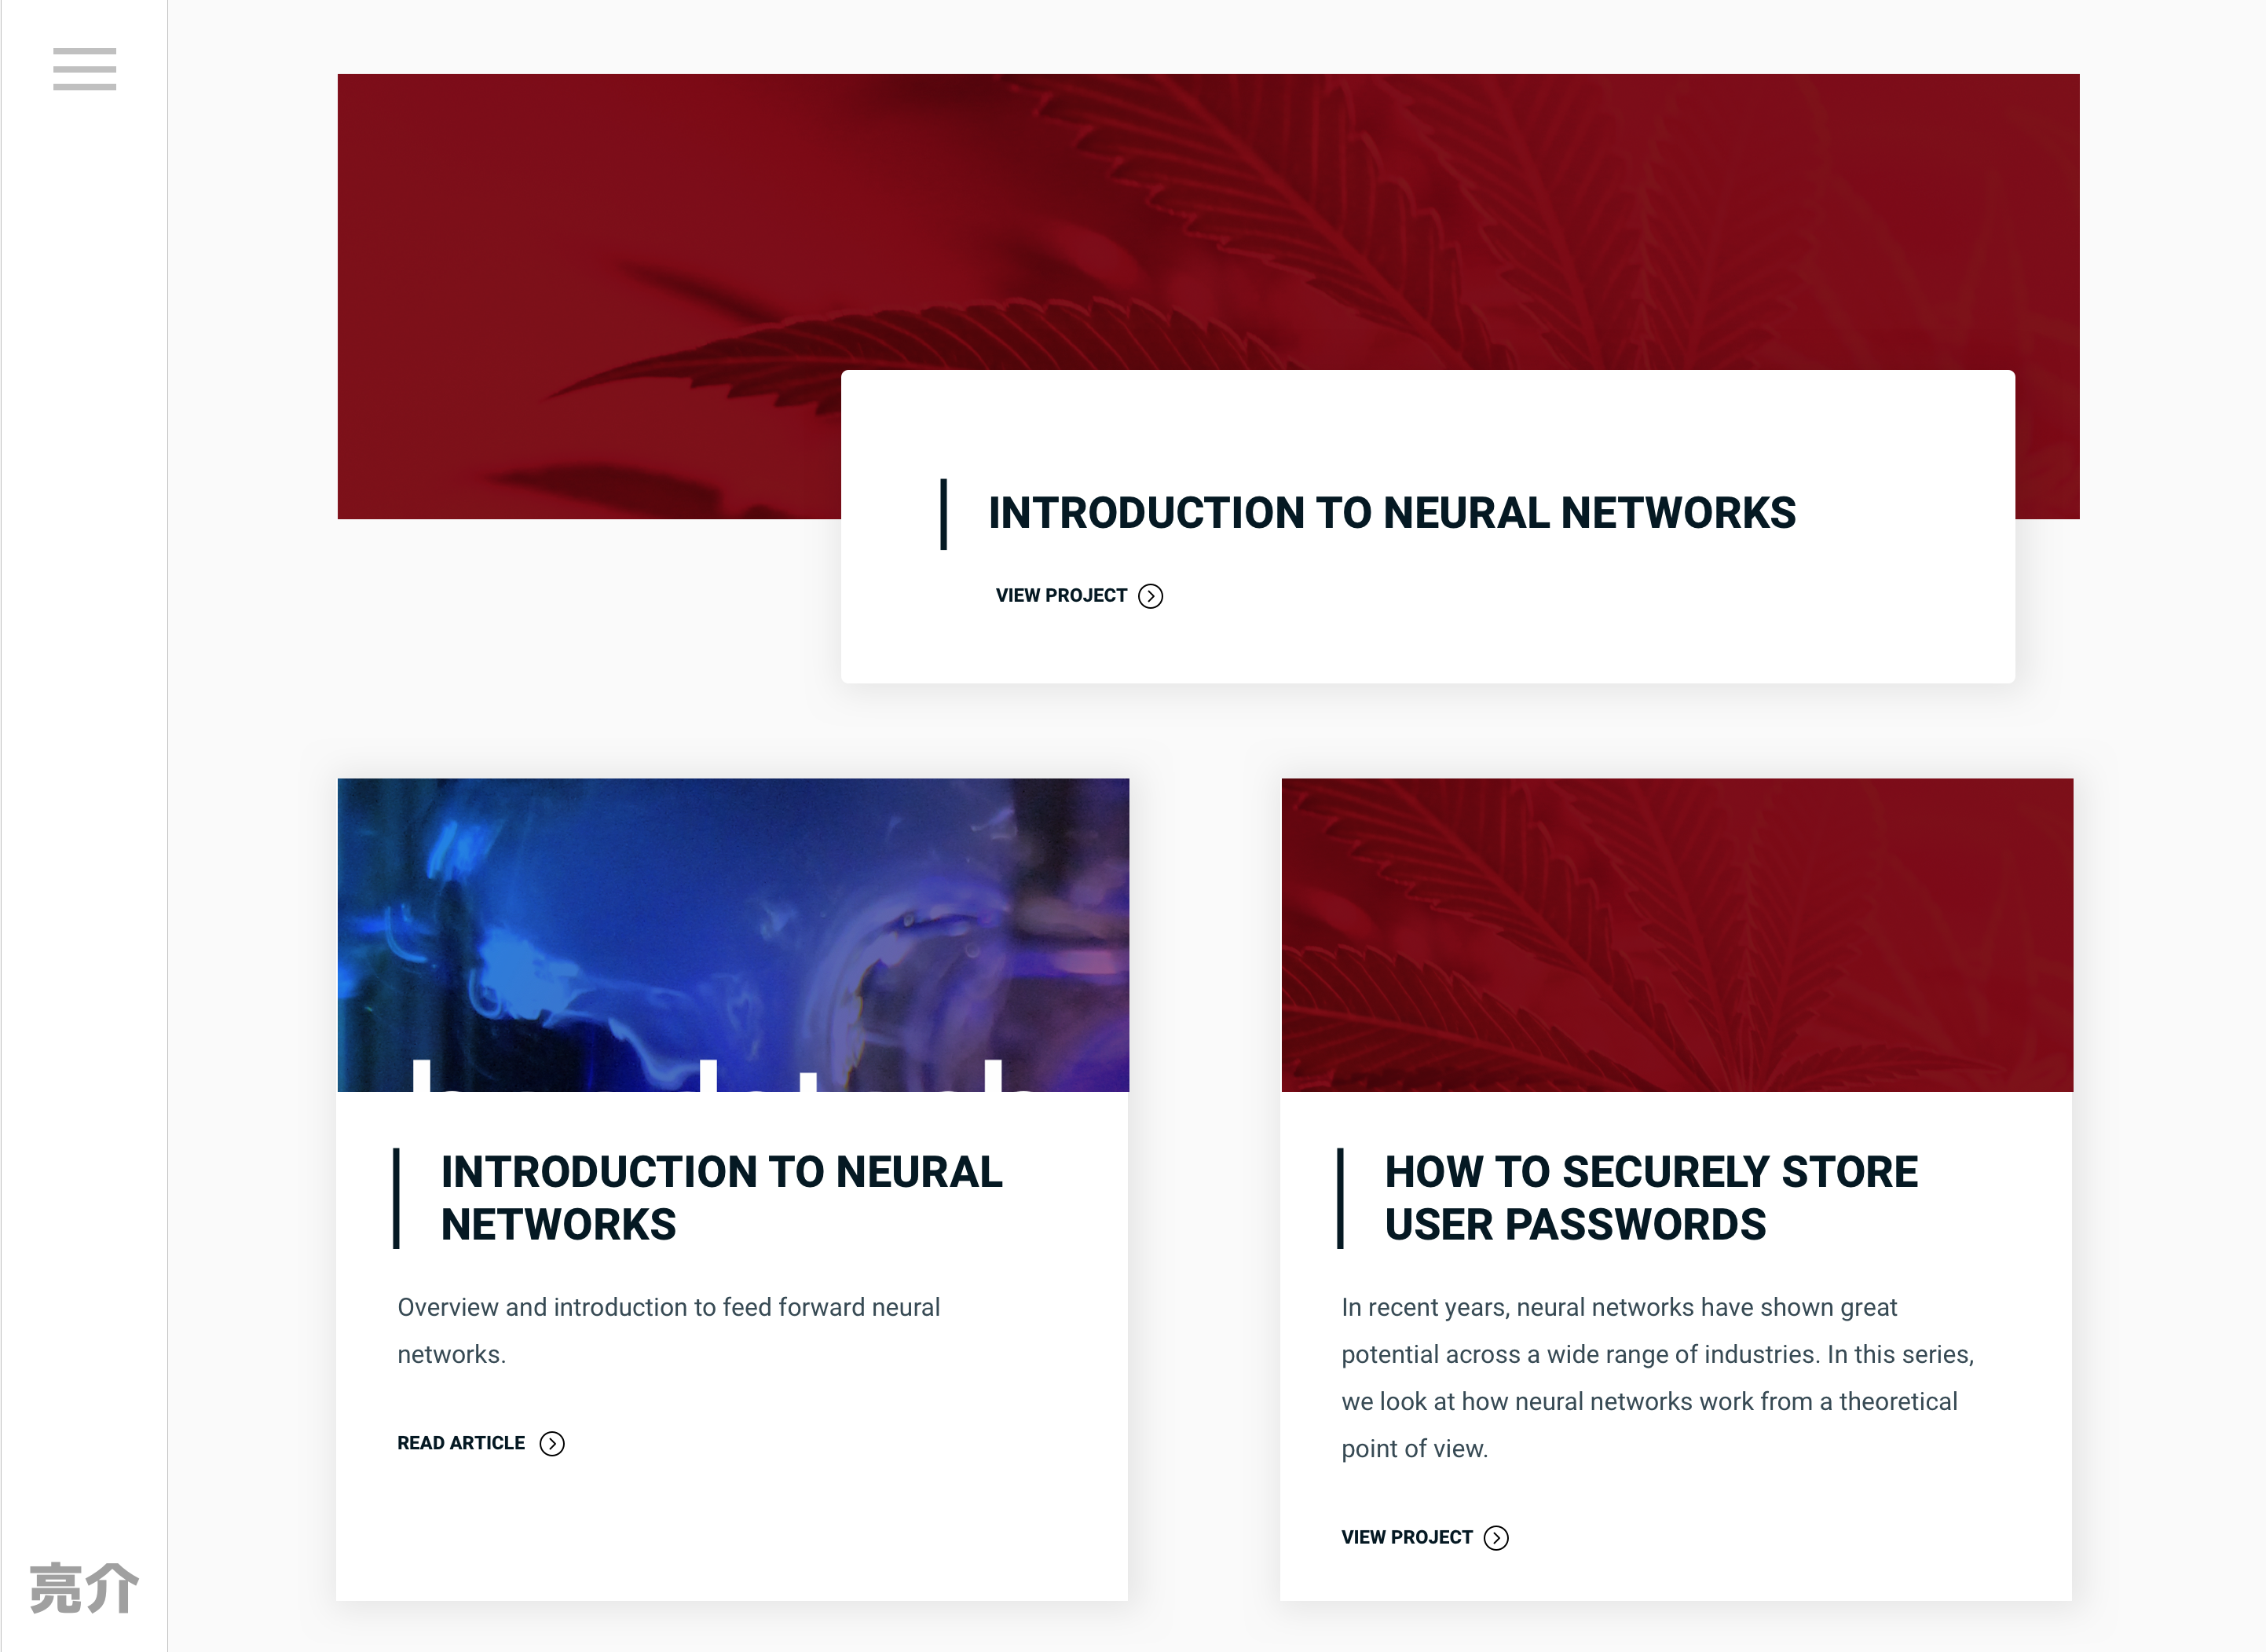 INTRODUCTION TO NEURAL NETWORKS
VIEW PROJECT
INTRODUCTION TO NEURAL
NETWORKS
Overview and introduction to feed forward neural
networks.
READ ARTICLE
HOW TO SECURELY STORE
USER PASSWORDS
In recent years, neural networks have shown great
potential across a wide range of industries. In this series,
we look at how neural networks work from a theoretical
point of view.
VIEW PROJECT
亮介